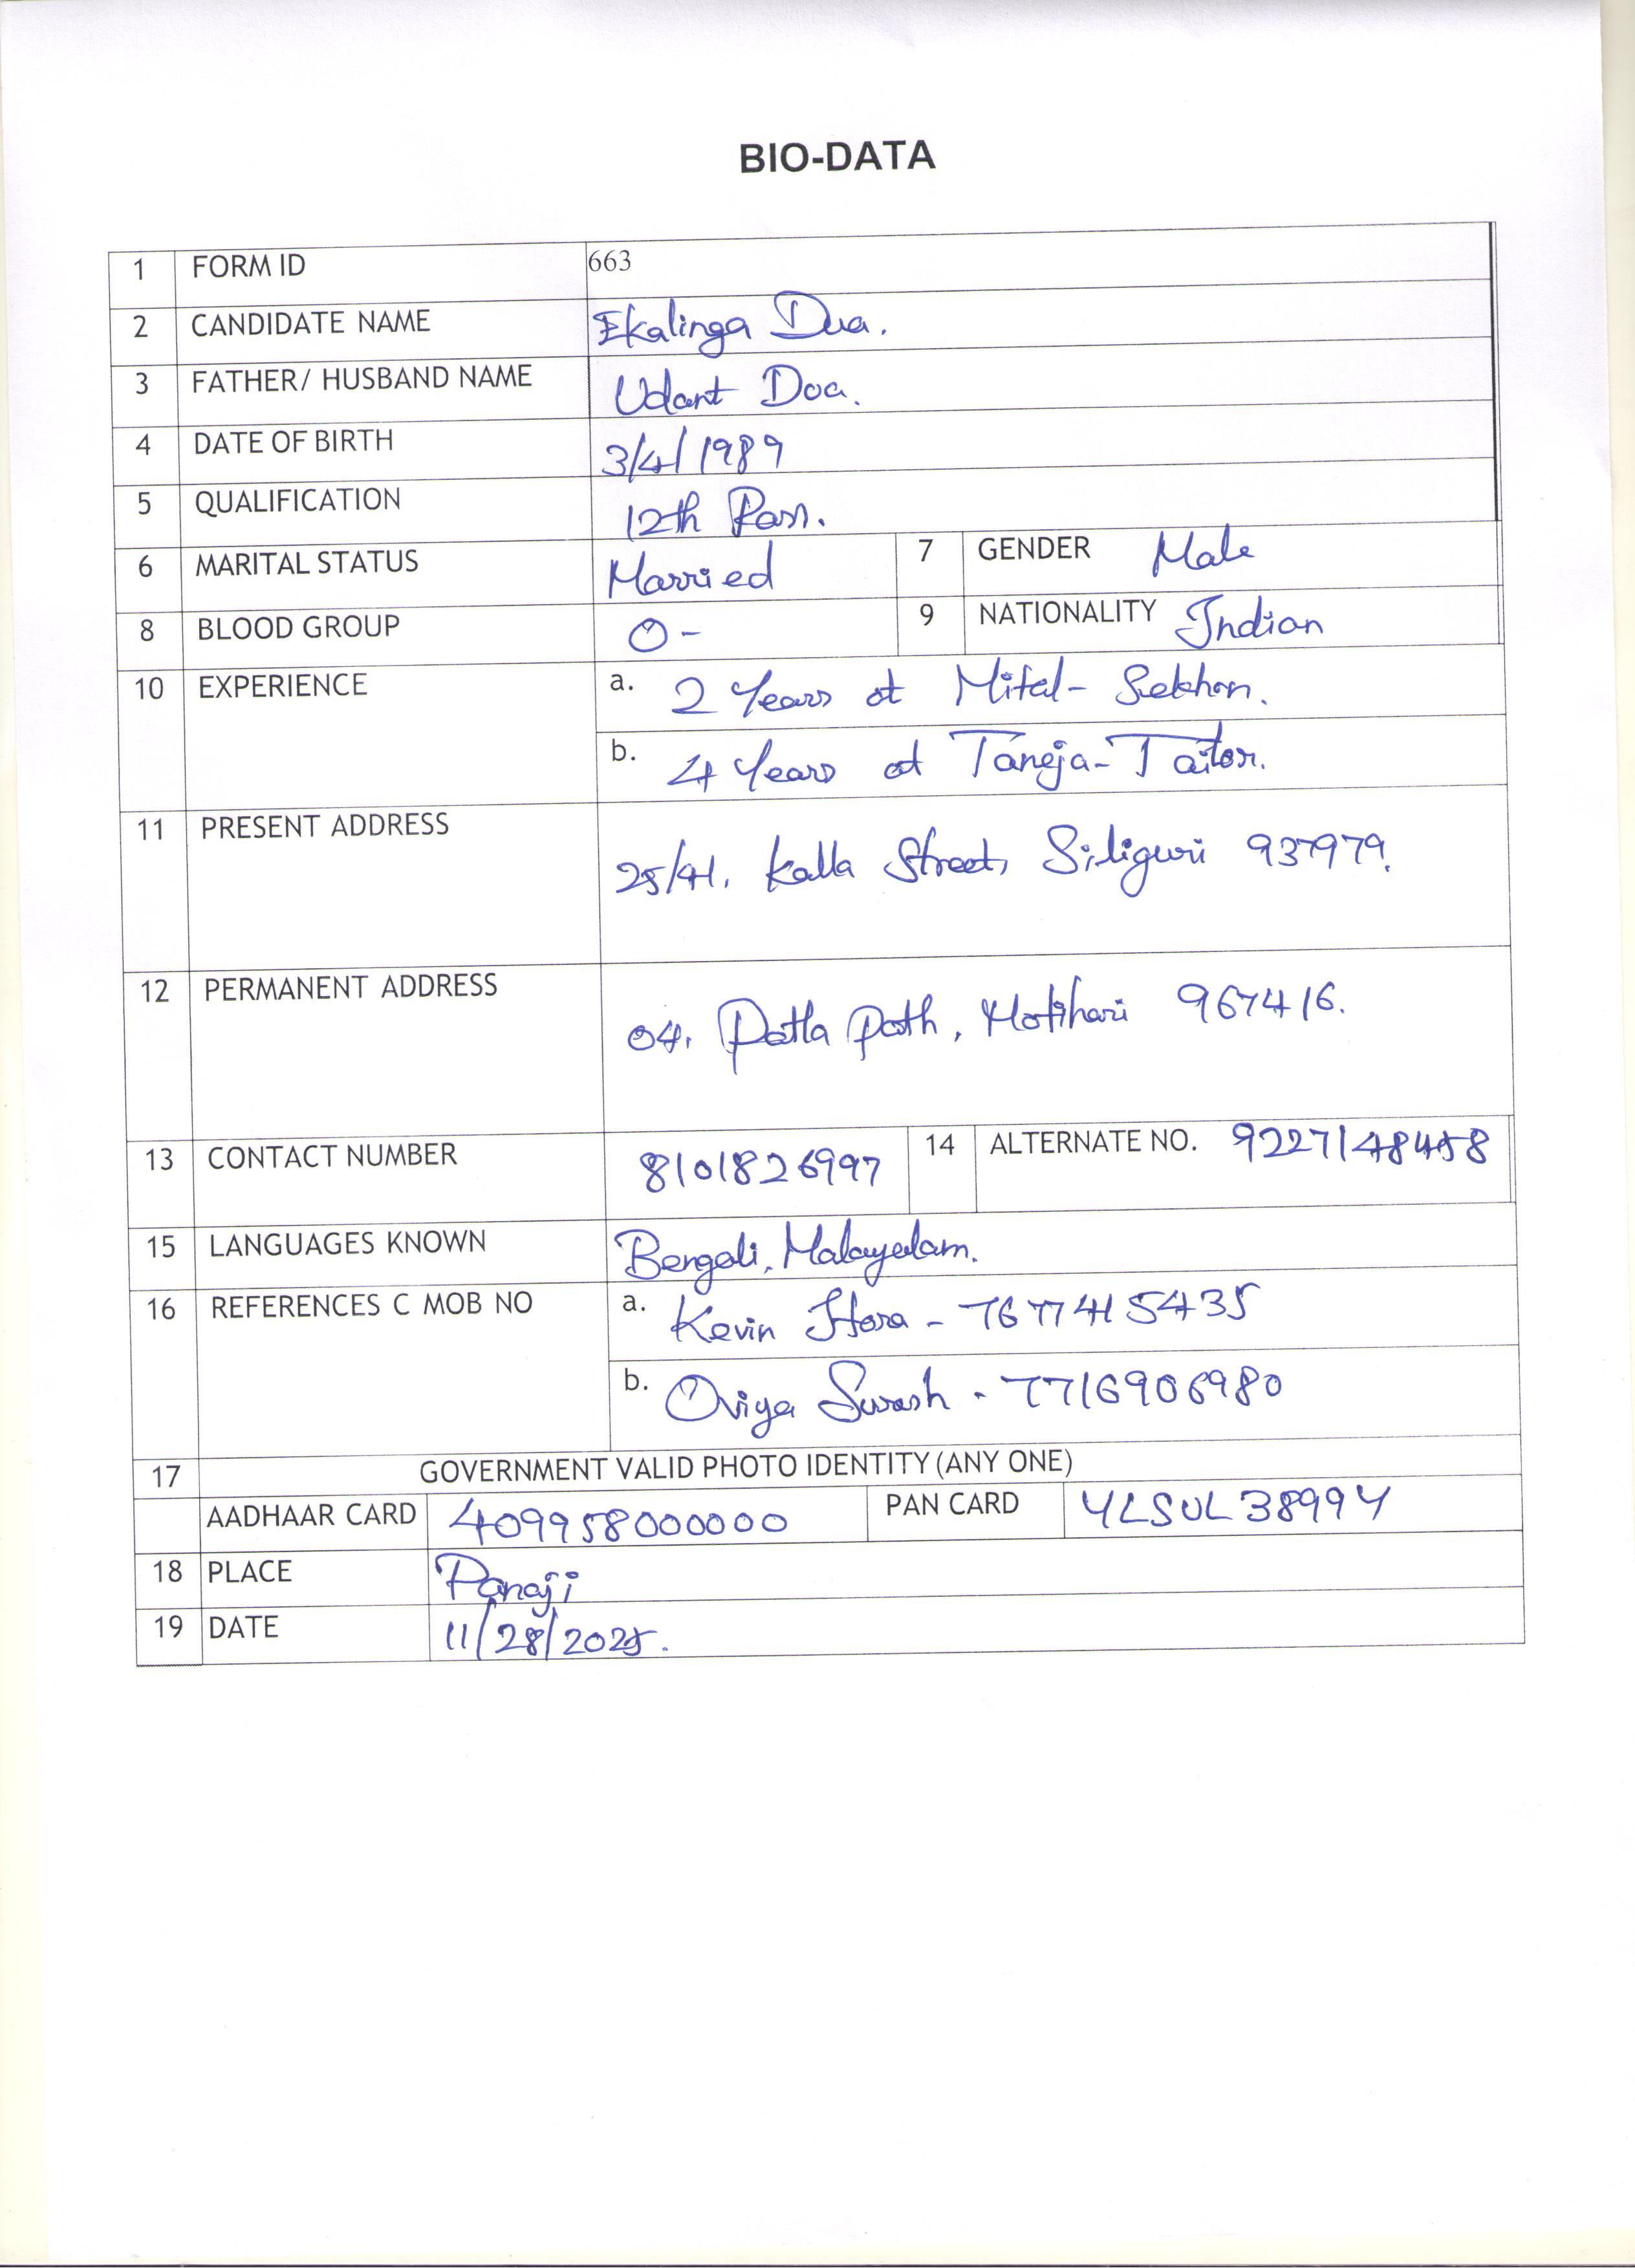 BIO-DATA
1 FORM ID 663
2 CANDIDATE NAME Ekalinga Dua.
3 FATHER/ HUSBAND NAME Udant Doa.
4 DATE OF BIRTH 3/4/1989
5 QUALIFICATION 12th Pass.
6 MARITAL STATUS Married 7 GENDER Male
8 BLOOD GROUP O- 9 NATIONALITY Indian
10 EXPERIENCE a. 2 Years at Mital- Sekhon.
b. 4 Years at Taneja-Tailor.
11 PRESENT ADDRESS 25/41, Kalla Street, Siliguri 937979.
12 PERMANENT ADDRESS 04, Patla Path, Motihari 967416.
13 CONTACT NUMBER 8101826997 14 ALTERNATE NO. 9227148458
15 LANGUAGES KNOWN Bengali, Malayalam.
16 REFERENCES C MOB NO a. Kevin Hora - 7677415435
b. Oviya Suresh - 7716906980
17 GOVERNMENT VALID PHOTO IDENTITY (ANY ONE)
AADHAAR CARD 409958000000 PAN CARD YLSUL3899Y
18 PLACE Panaji
19 DATE 11/28/2025.